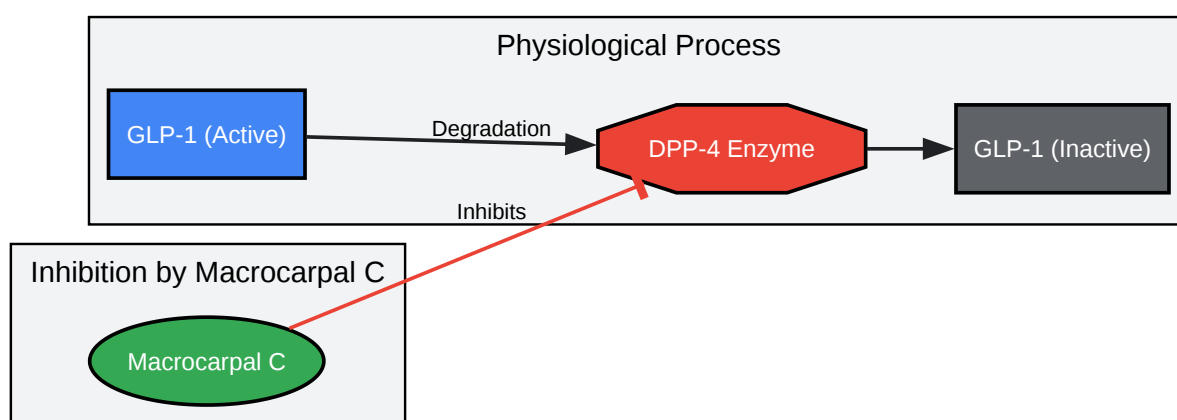 Physiological Process
GLP-1 (Active)
Degradation
DPP-4 Enzyme
GLP-1 (Inactive)
Inhibits
Inhibition by Macrocarpal C
Macrocarpal C